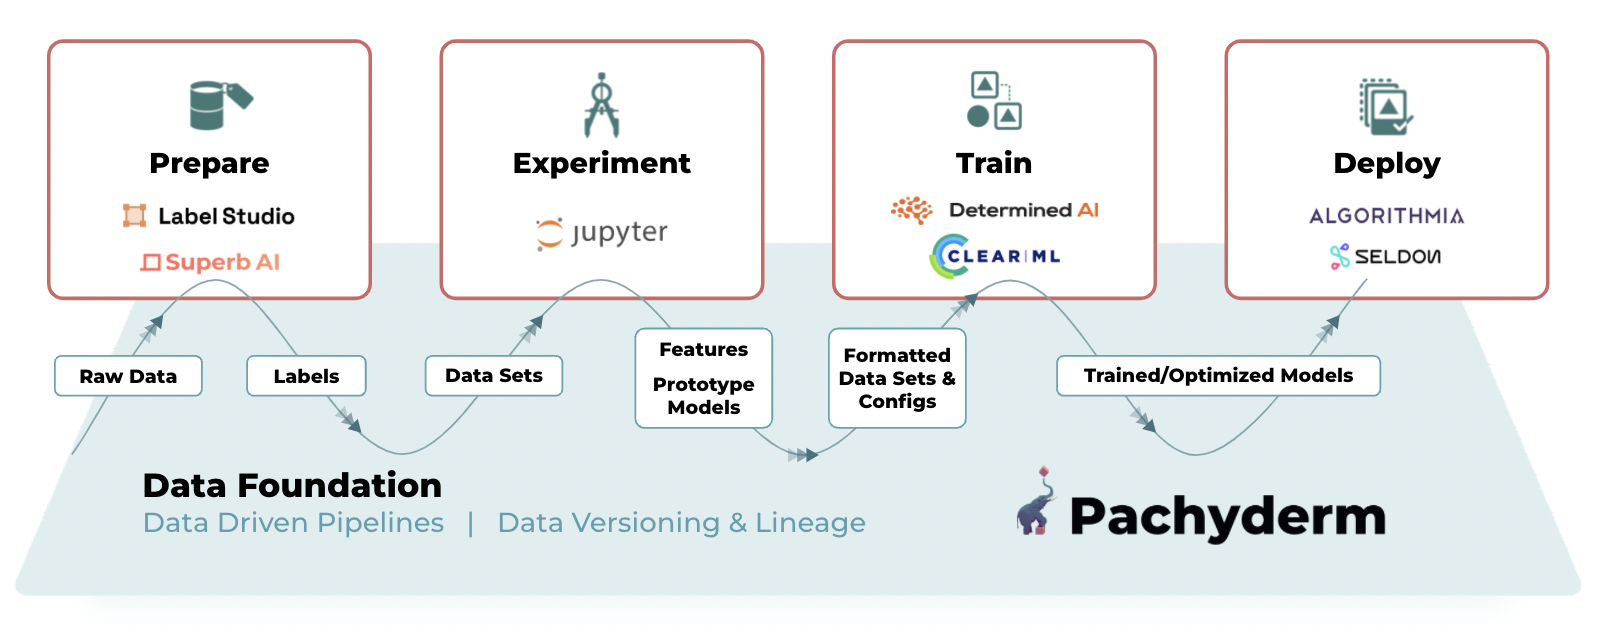 Prepare
Label Studio
Superb AI
Experiment
jupyter
Train
Determined AI
CLEAR|ML
Deploy
ALGORITHMIA
SELDON
Raw Data
Labels
Data Sets
Features
Prototype
Models
Formatted
Data Sets &
Configs
Trained/Optimized Models
Data Foundation
Data Driven Pipelines | Data Versioning & Lineage
Pachyderm